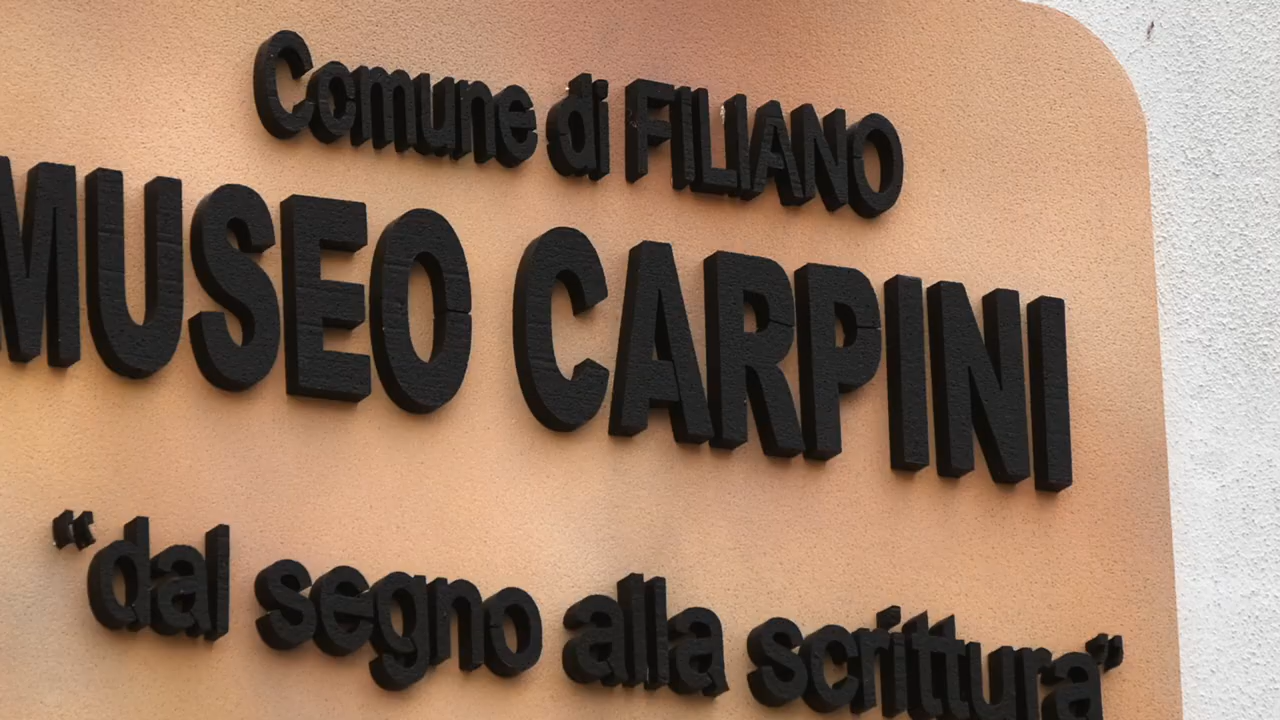 Comune di FILIANO
MUSEO CARPINI
“dal segno alla scrittura”